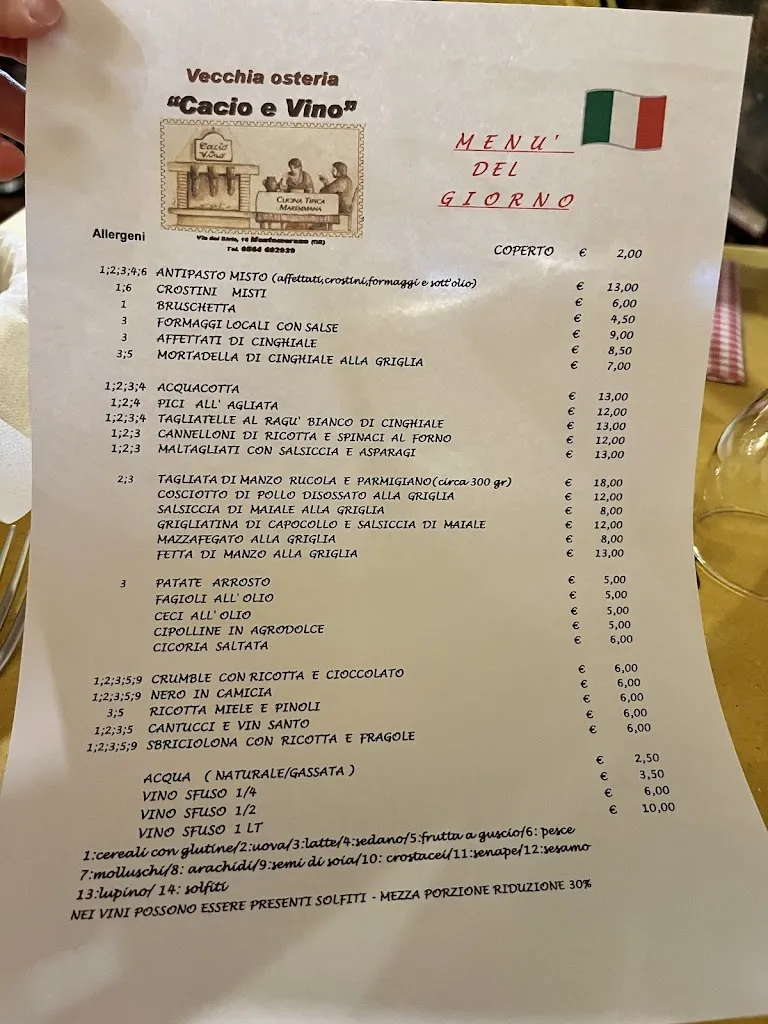 Vecchia osteria
"Cacio e Vino"
Cacio e Vino
CUCINA TIPICA
MAREMMANA
Tel. 0564 602939
MENU'
DEL
GIORNO
Allergeni
COPERTO € 2,00
1;2;3;4;6 ANTIPASTO MISTO (affettati,crostini,formaggi e sott'olio) € 13,00
1;6 CROSTINI MISTI € 6,00
1 BRUSCHETTA € 4,50
3 FORMAGGI LOCALI CON SALSE € 9,00
3 AFFETTATI DI CINGHIALE € 8,50
3;5 MORTADELLA DI CINGHIALE ALLA GRIGLIA € 7,00
1;2;3;4 ACQUACOTTA € 13,00
1;2;4 PICI ALL' AGLIATA € 12,00
1;2;3;4 TAGLIATELLE AL RAGU' BIANCO DI CINGHIALE € 13,00
1;2;3 CANNELLONI DI RICOTTA E SPINACI AL FORNO € 12,00
1;2;3 MALTAGLIATI CON SALSICCIA E ASPARAGI € 13,00
2;3 TAGLIATA DI MANZO RUCOLA E PARMIGIANO(circa 300 gr) € 18,00
COSCIOTTO DI POLLO DISOSSATO ALLA GRIGLIA € 12,00
SALSICCIA DI MAIALE ALLA GRIGLIA € 8,00
GRIGLIATINA DI CAPOCOLLO E SALSICCIA DI MAIALE € 12,00
MAZZAFEGATO ALLA GRIGLIA € 8,00
FETTA DI MANZO ALLA GRIGLIA € 13,00
3 PATATE ARROSTO € 5,00
FAGIOLI ALL' OLIO € 5,00
CECI ALL' OLIO € 5,00
CIPOLLINE IN AGRODOLCE € 5,00
CICORIA SALTATA € 6,00
1;2;3;5;9 CRUMBLE CON RICOTTA E CIOCCOLATO € 6,00
1;2;3;5;9 NERO IN CAMICIA € 6,00
3;5 RICOTTA MIELE E PINOLI € 6,00
1;2;3;5 CANTUCCI E VIN SANTO € 6,00
1;2;3;5;9 SBRICIOLONA CON RICOTTA E FRAGOLE € 6,00
ACQUA ( NATURALE/GASSATA ) € 2,50
VINO SFUSO 1/4 € 3,50
VINO SFUSO 1/2 € 6,00
VINO SFUSO 1 LT € 10,00
1:cereali con glutine/2:uova/3:latte/4:sedano/5:frutta a guscio/6: pesce
7:molluschi/8: arachidi/9:semi di soia/10: crostacei/11:senape/12:sesamo
13:lupino/ 14: solfiti
NEI VINI POSSONO ESSERE PRESENTI SOLFITI - MEZZA PORZIONE RIDUZIONE 30%